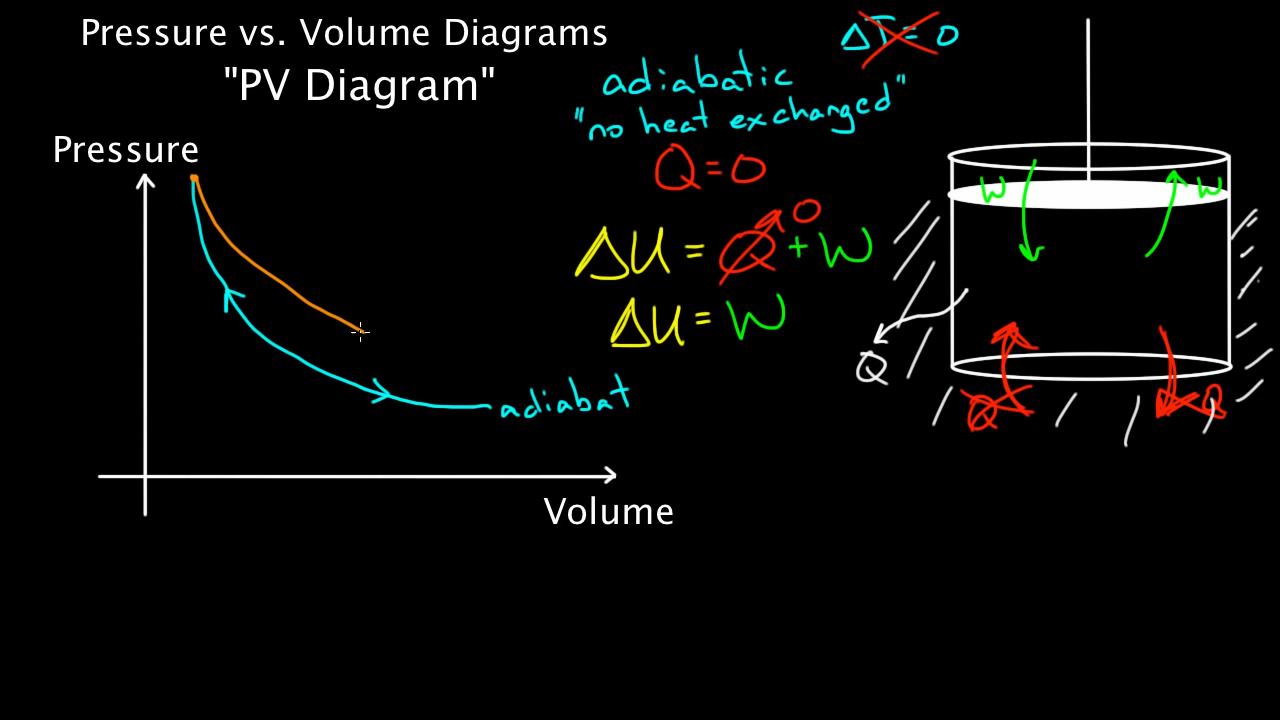 Pressure vs. Volume Diagrams
"PV Diagram"
ΔT = 0
adiabatic
"no heat exchanged"
Q = 0
ΔU = Q + W
0
ΔU = W
Pressure
adiabat
Volume
W
W
Q
Q
Q